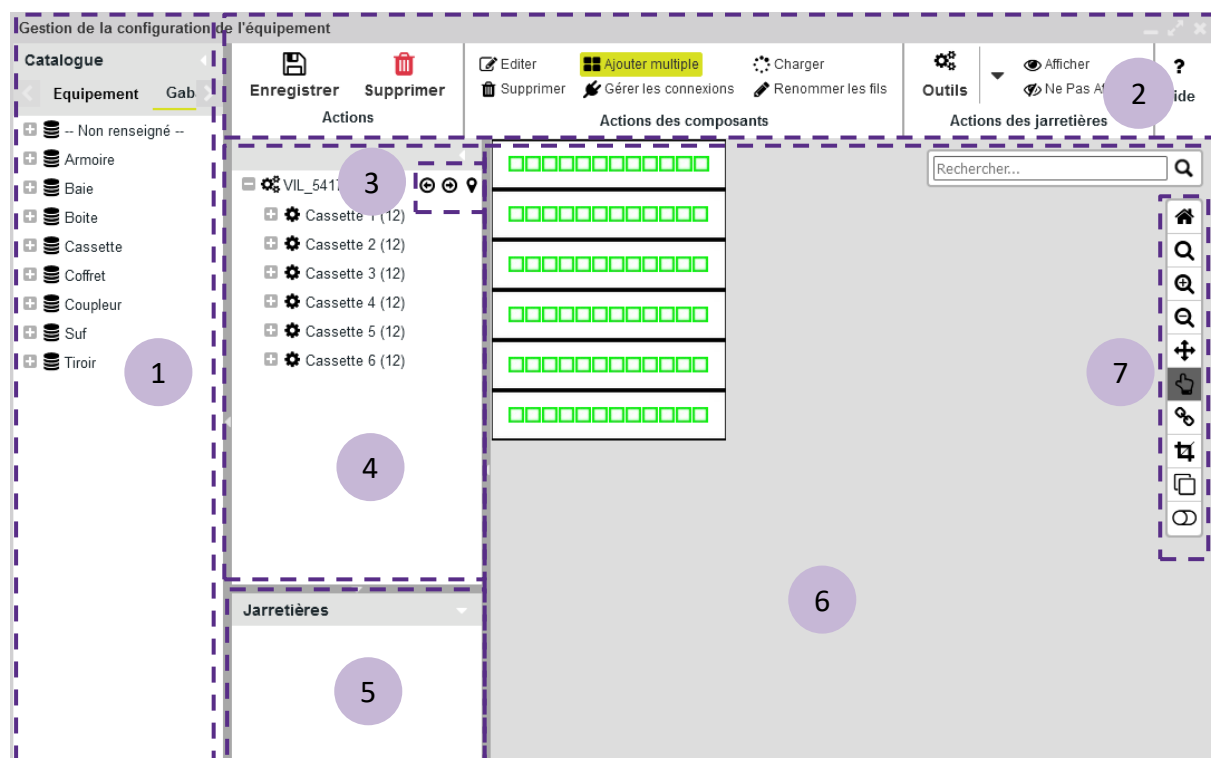 Gestion de la configuration de l'équipement
Catalogue
Equipement
Gab
-- Non renseigné --
Armoire
Baie
Boite
Cassette
Coffret
Coupleur
Suf
Tiroir
1
Enregistrer
Supprimer
Actions
Editer
Ajouter multiple
Charger
Supprimer
Gérer les connexions
Renommer les fils
Actions des composants
Outils
Afficher
Ne Pas
Actions des jarretières
?
2
3
Cassette 1 (12)
Cassette 2 (12)
Cassette 3 (12)
Cassette 4 (12)
Cassette 5 (12)
Cassette 6 (12)
4
Jarretières
5
Rechercher...
6
7